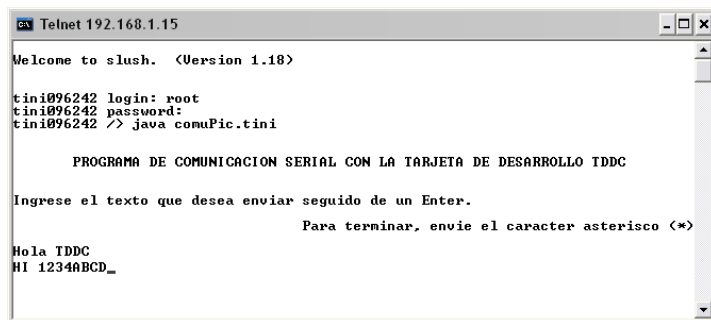 Telnet 192.168.1.15
Welcome to slush. (Version 1.18)
tini096242 login: root
tini096242 password:
tini096242 /> java comuPic.tini
PROGRAMA DE COMUNICACION SERIAL CON LA TARJETA DE DESARROLLO TDDC
Ingrese el texto que desea enviar seguido de un Enter.
Para terminar, envie el caracter asterisco (*)
Hola TDDC
HI 1234ABCD_